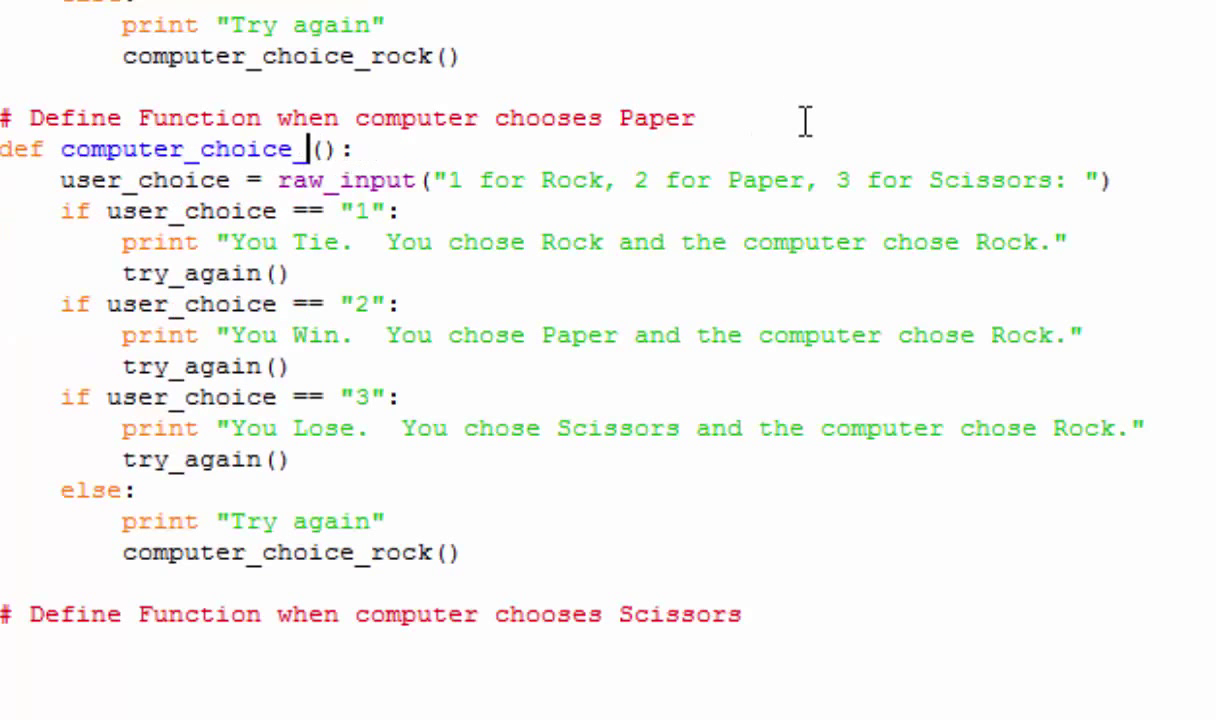 print "Try again"
computer_choice_rock()
# Define Function when computer chooses Paper
def computer_choice_():
user_choice = raw_input("1 for Rock, 2 for Paper, 3 for Scissors: ")
if user_choice == "1":
print "You Tie.  You chose Rock and the computer chose Rock."
try_again()
if user_choice == "2":
print "You Win.  You chose Paper and the computer chose Rock."
try_again()
if user_choice == "3":
print "You Lose.  You chose Scissors and the computer chose Rock."
try_again()
else:
print "Try again"
computer_choice_rock()
# Define Function when computer chooses Scissors